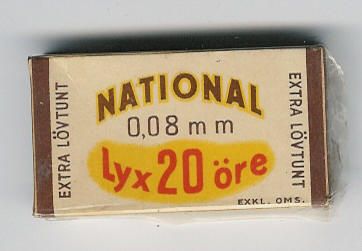 NATIONAL
0,08 mm
Lyx 20 öre
EXKL. OMS.
EXTRA LÖVTUNT
EXTRA LÖVTUNT